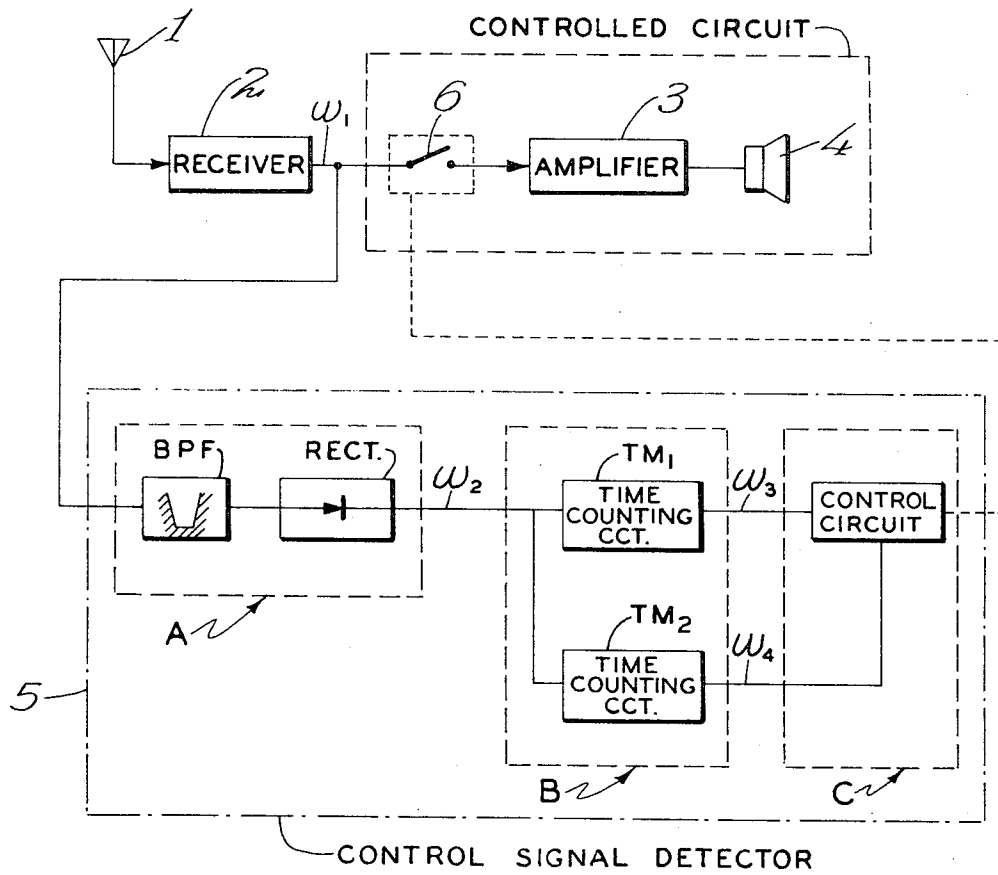 CONTROLLED CIRCUIT
1
2
ω₁
6
3
4
RECEIVER
AMPLIFIER
BPF
RECT.
ω₂
TM₁
TIME
COUNTING
CCT.
ω₃
CONTROL
CIRCUIT
A
TM₂
TIME
COUNTING
CCT.
ω₄
5
B
C
CONTROL SIGNAL DETECTOR